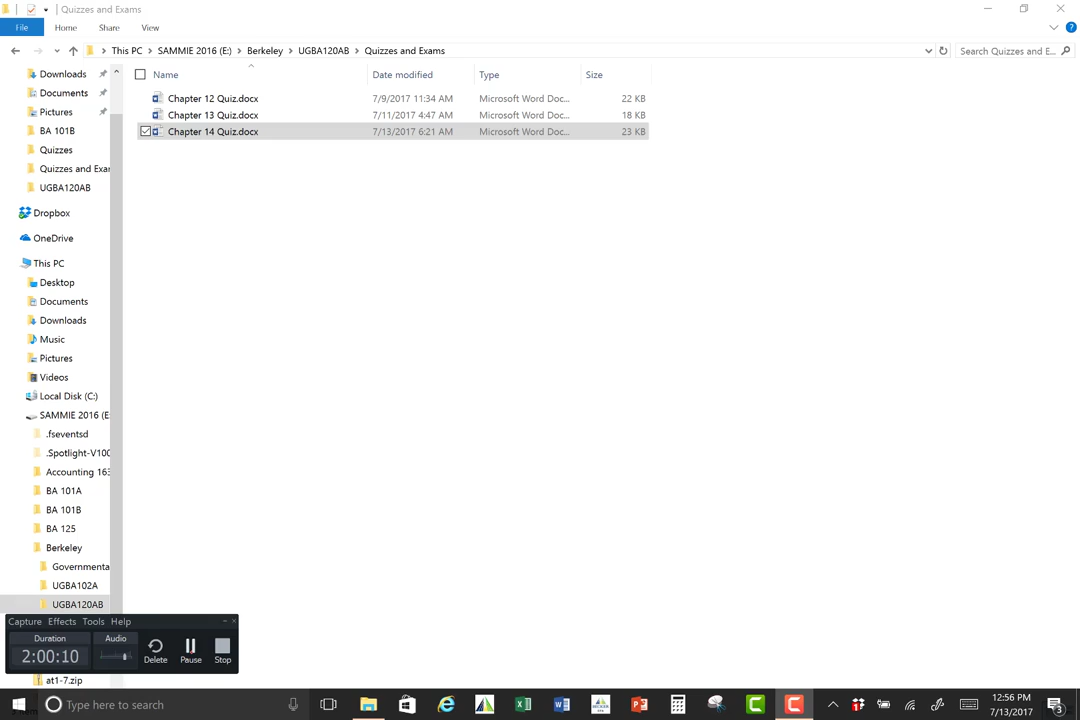 Quizzes and Exams
File Home Share View
This PC > SAMMIE 2016 (E:) > Berkeley > UGBA120AB > Quizzes and Exams
Search Quizzes and E...
Name Date modified Type Size
Chapter 12 Quiz.docx 7/9/2017 11:34 AM Microsoft Word Doc... 22 KB
Chapter 13 Quiz.docx 7/11/2017 4:47 AM Microsoft Word Doc... 18 KB
Chapter 14 Quiz.docx 7/13/2017 6:21 AM Microsoft Word Doc... 23 KB
Downloads
Documents
Pictures
BA 101B
Quizzes
Quizzes and Exar
UGBA120AB
Dropbox
OneDrive
This PC
Desktop
Documents
Downloads
Music
Pictures
Videos
Local Disk (C:)
SAMMIE 2016 (E:
.fseventsd
.Spotlight-V100
Accounting 163
BA 101A
BA 101B
BA 125
Berkeley
Governmenta
UGBA102A
UGBA120AB
Capture Effects Tools Help
Duration Audio
2:00:10
Delete Pause Stop
at1-7.zip
Type here to search
12:56 PM
7/13/2017
3